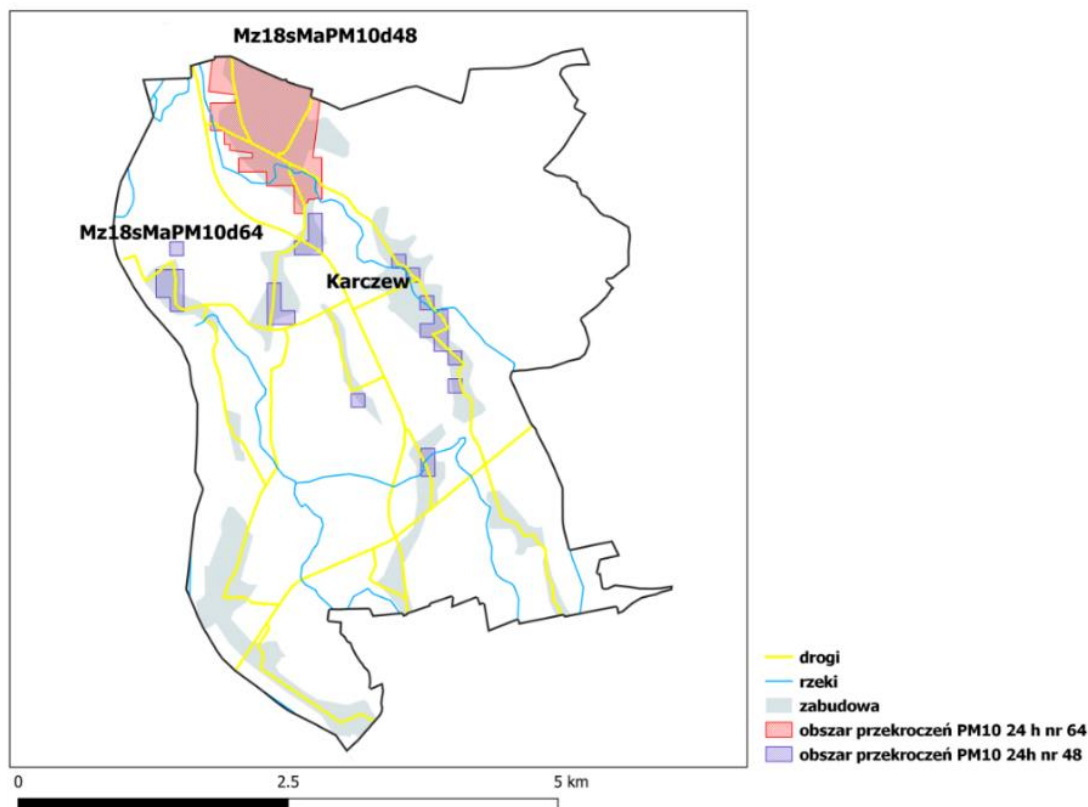 Mz18sMaPM10d48
Mz18sMaPM10d64
Karczew
drogi
rzeki
zabudowa
obszar przekroczeń PM10 24 h nr 64
obszar przekroczeń PM10 24h nr 48
0 2.5 5 km